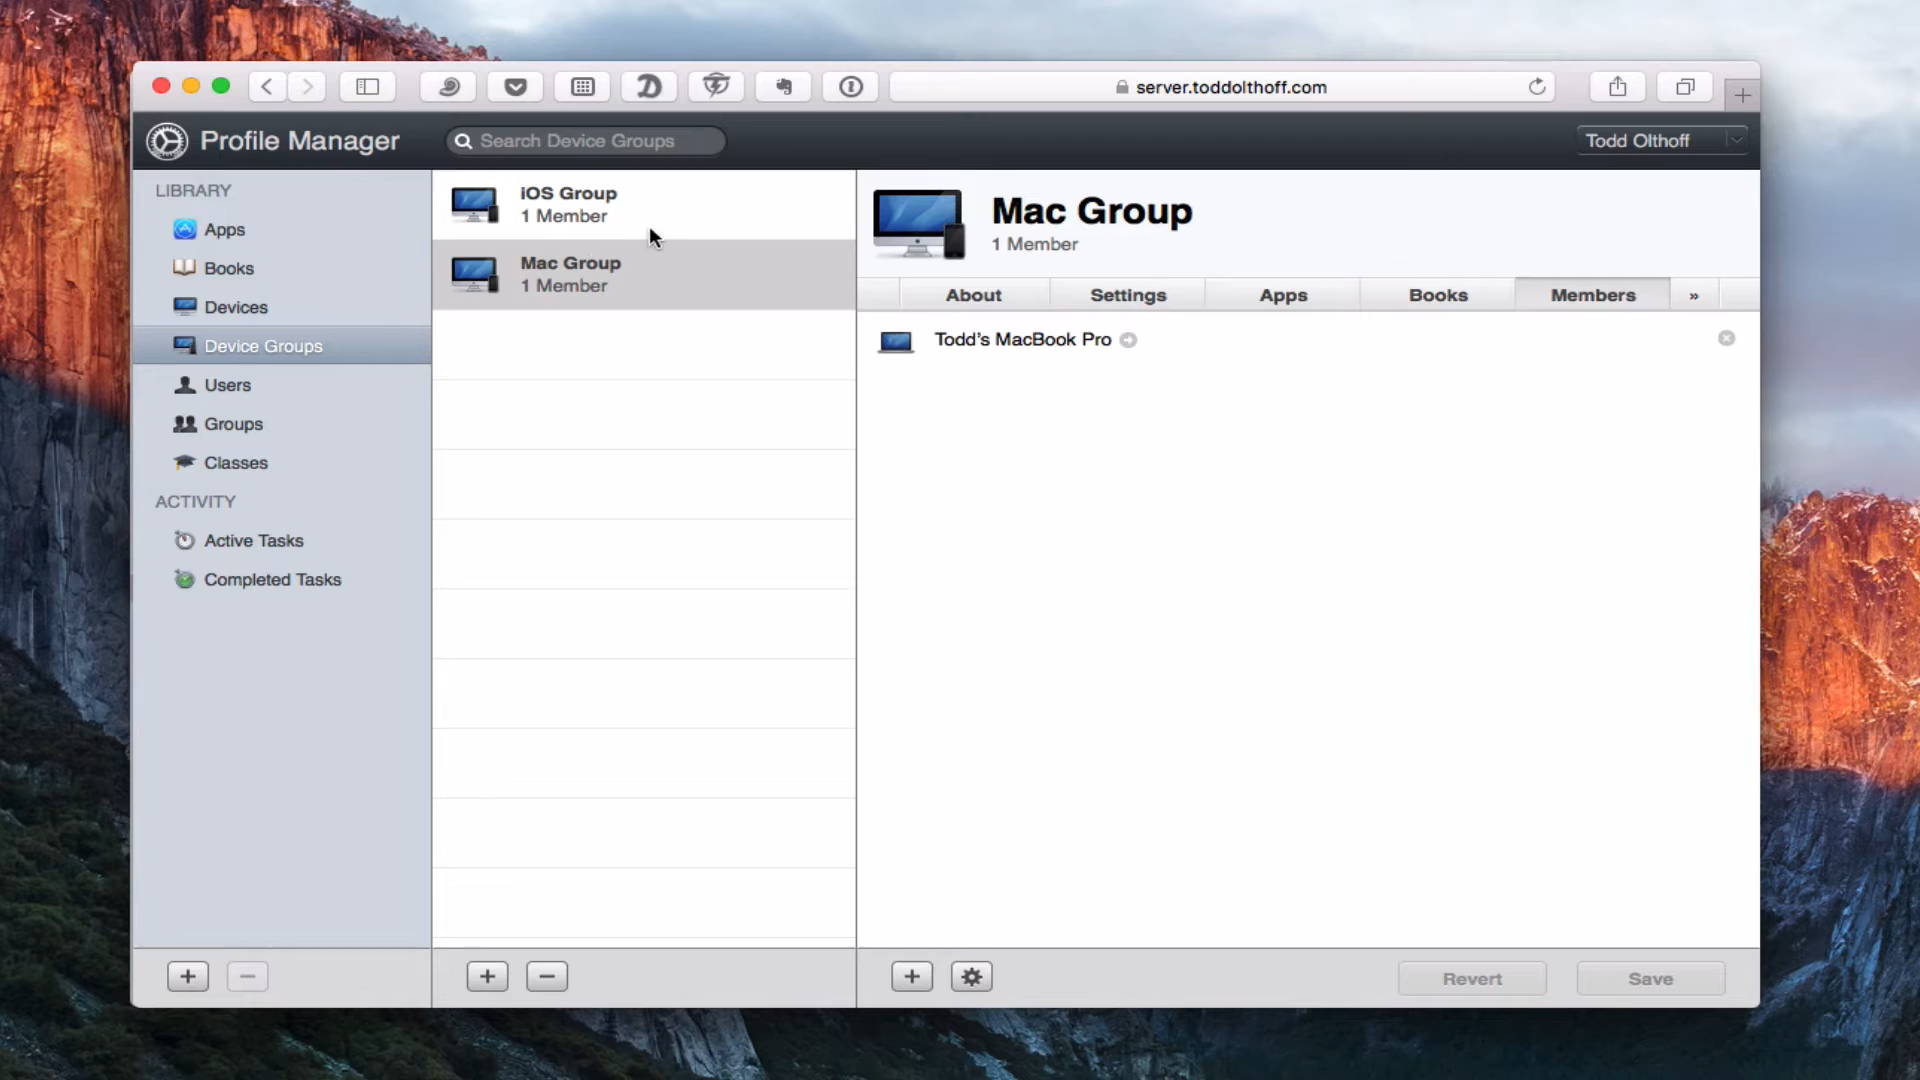 server.toddolthoff.com
Profile Manager
Search Device Groups
Todd Olthoff
LIBRARY
Apps
Books
Devices
Device Groups
Users
Groups
Classes
ACTIVITY
Active Tasks
Completed Tasks
iOS Group
1 Member
Mac Group
1 Member
Mac Group
1 Member
About Settings Apps Books Members »
Todd's MacBook Pro
Revert Save